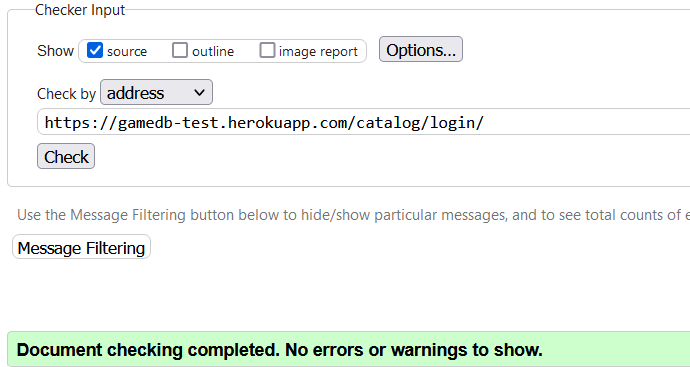 Checker Input
Show source outline image report Options...
Check by address
https://gamedb-test.herokuapp.com/catalog/login/
Check
Use the Message Filtering button below to hide/show particular messages, and to see total counts of e
Message Filtering
Document checking completed. No errors or warnings to show.